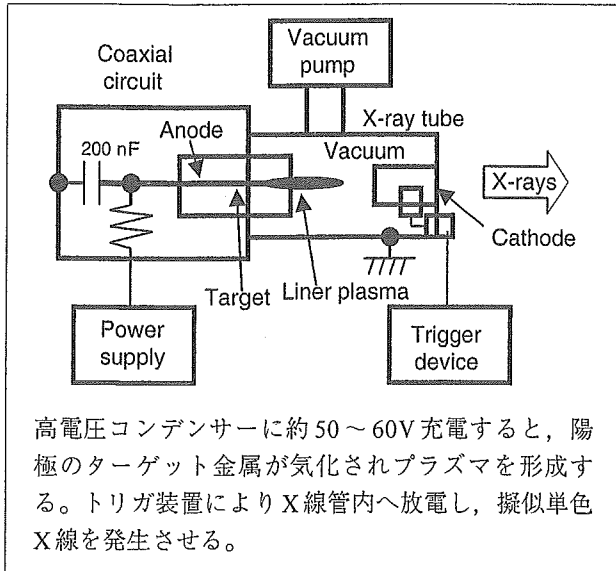 Vacuum
pump
Coaxial
circuit
X-ray tube
Anode
Vacuum
200 nF
X-rays
Cathode
Target
Liner plasma
Power
supply
Trigger
device
高電圧コンデンサーに約50～60V充電すると，陽
極のターゲット金属が気化されプラズマを形成す
る。トリガ装置によりX線管内へ放電し，擬似単色
X線を発生させる。